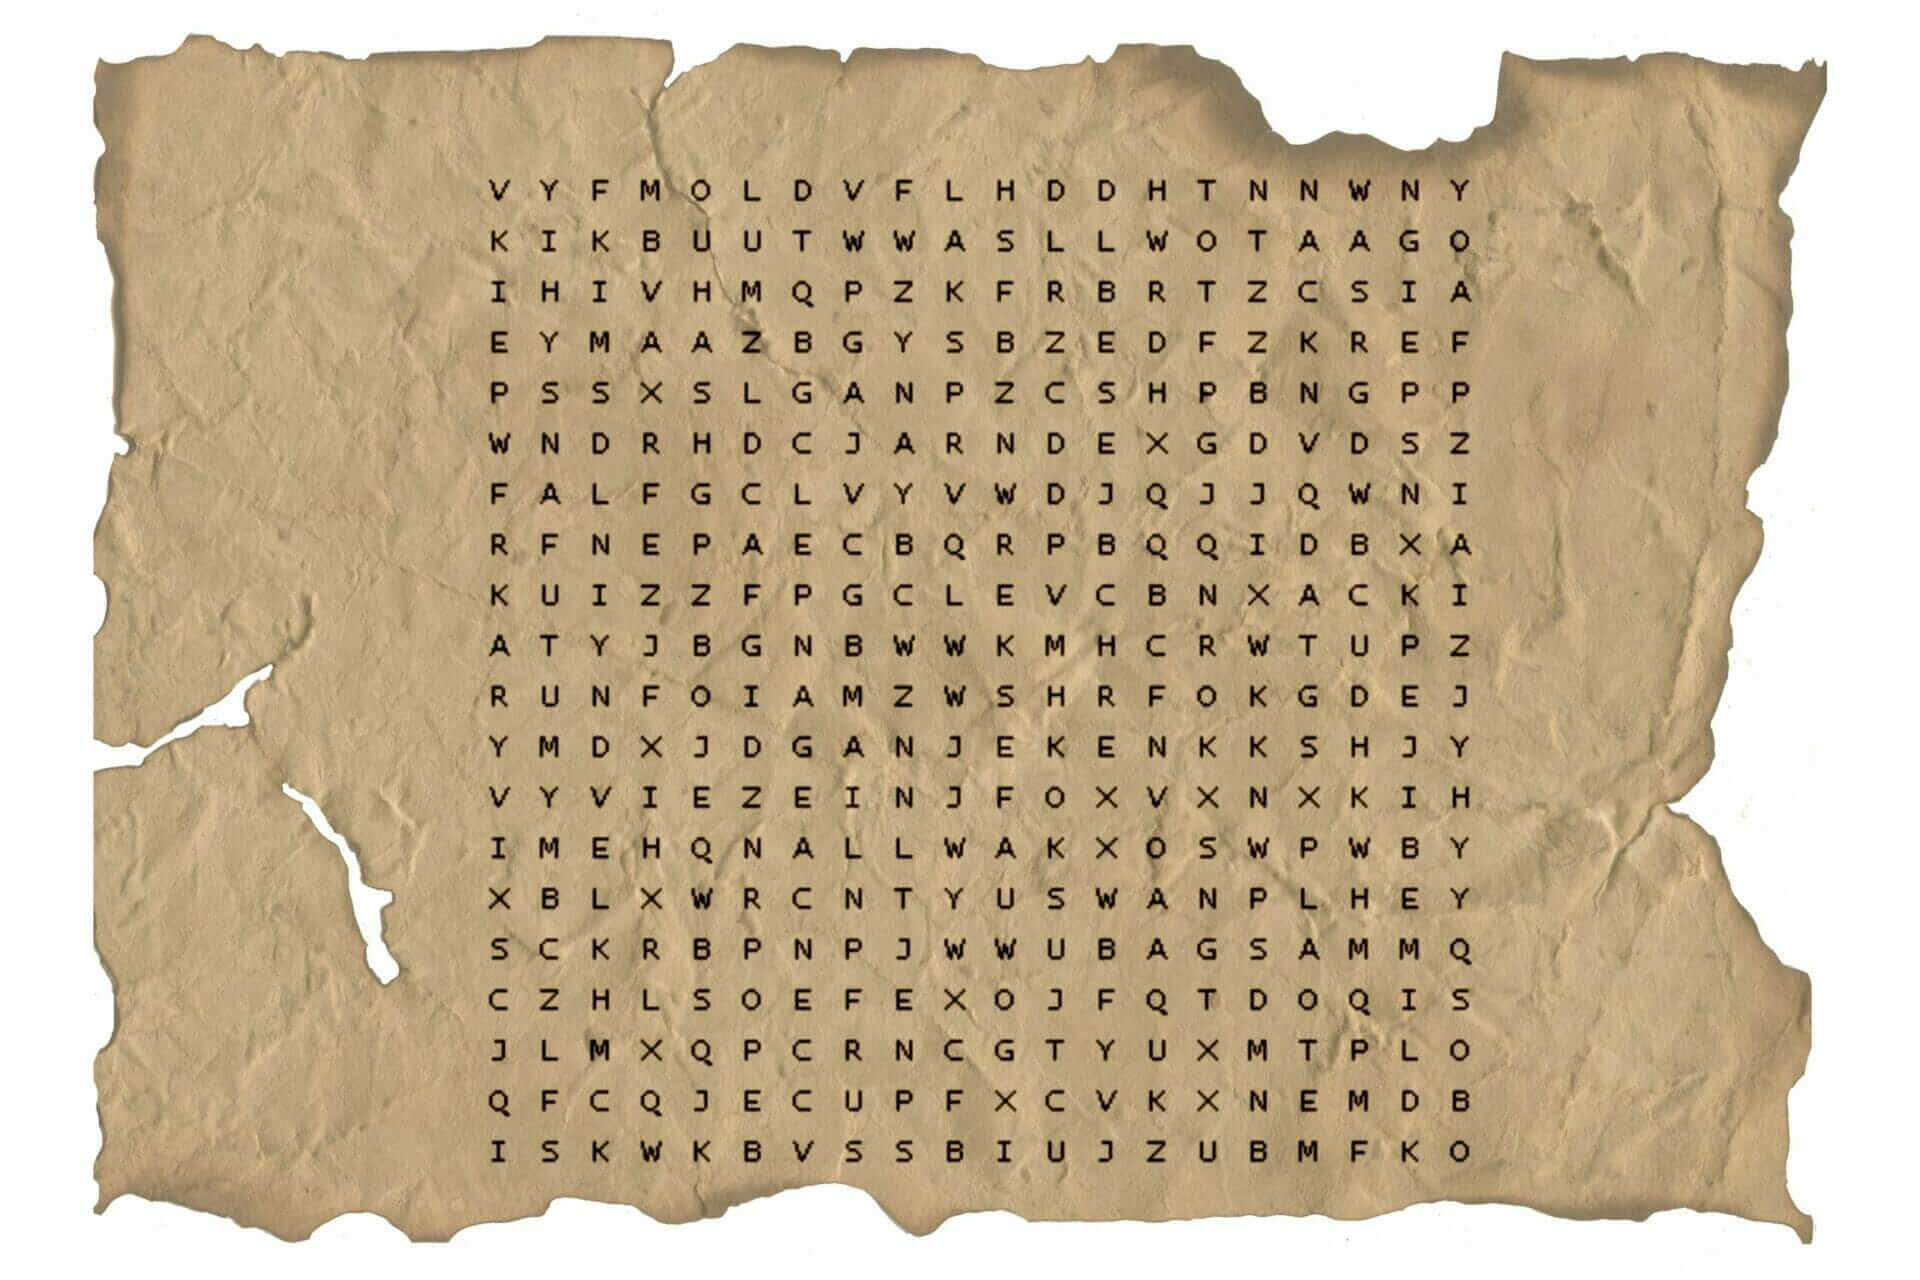 V Y F M O L D V F L H D D H T N N W N Y
K I K B U U T W W A S L L W O T A A G O
I H I V H M Q P Z K F R B R T Z C S I A
E Y M A A Z B G Y S B Z E D F Z K R E F
P S S X S L G A N P Z C S H P B N G P P
W N D R H D C J A R N D E X G D V D S Z
F A L F G C L V Y V W D J Q J J Q W N I
R F N E P A E C B Q R P B Q Q I D B X A
K U I Z Z F P G C L E V C B N X A C K I
A T Y J B G N B W W K M H C R W T U P Z
R U N F O I A M Z W S H R F O K G D E J
Y M D X J D G A N J E K E N K K S H J Y
V Y V I E Z E I N J F O X V X N X K I H
I M E H Q N A L L W A K X O S W P W B Y
X B L X W R C N T Y U S W A N P L H E Y
S C K R B P N P J W W U B A G S A M M Q
C Z H L S O E F E X O J F Q T D O Q I S
J L M X Q P C R N C G T Y U X M T P L O
Q F C Q J E C U P F X C V K X N E M D B
I S K W K B V S S B I U J Z U B M F K O